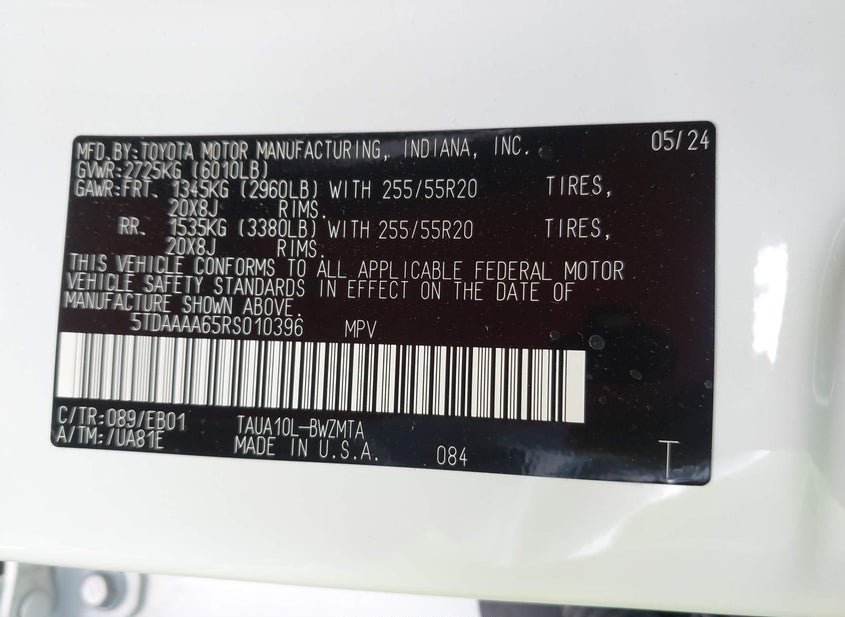 MFD.BY:TOYOTA MOTOR MANUFACTURING, INDIANA, INC. 05/24
GVWR:2725KG (6010LB)
GAWR:FRT. 1345KG (2960LB) WITH 255/55R20 TIRES,
20X8J RIMS.
RR. 1535KG (3380LB) WITH 255/55R20 TIRES,
20X8J RIMS.
THIS VEHICLE CONFORMS TO ALL APPLICABLE FEDERAL MOTOR
VEHICLE SAFETY STANDARDS IN EFFECT ON THE DATE OF
MANUFACTURE SHOWN ABOVE.
5TDAAAA65RS010396 MPV
C/TR:089/EB01 TAUA10L-BWZMTA
A/TM:/UA81E MADE IN U.S.A. 084 T